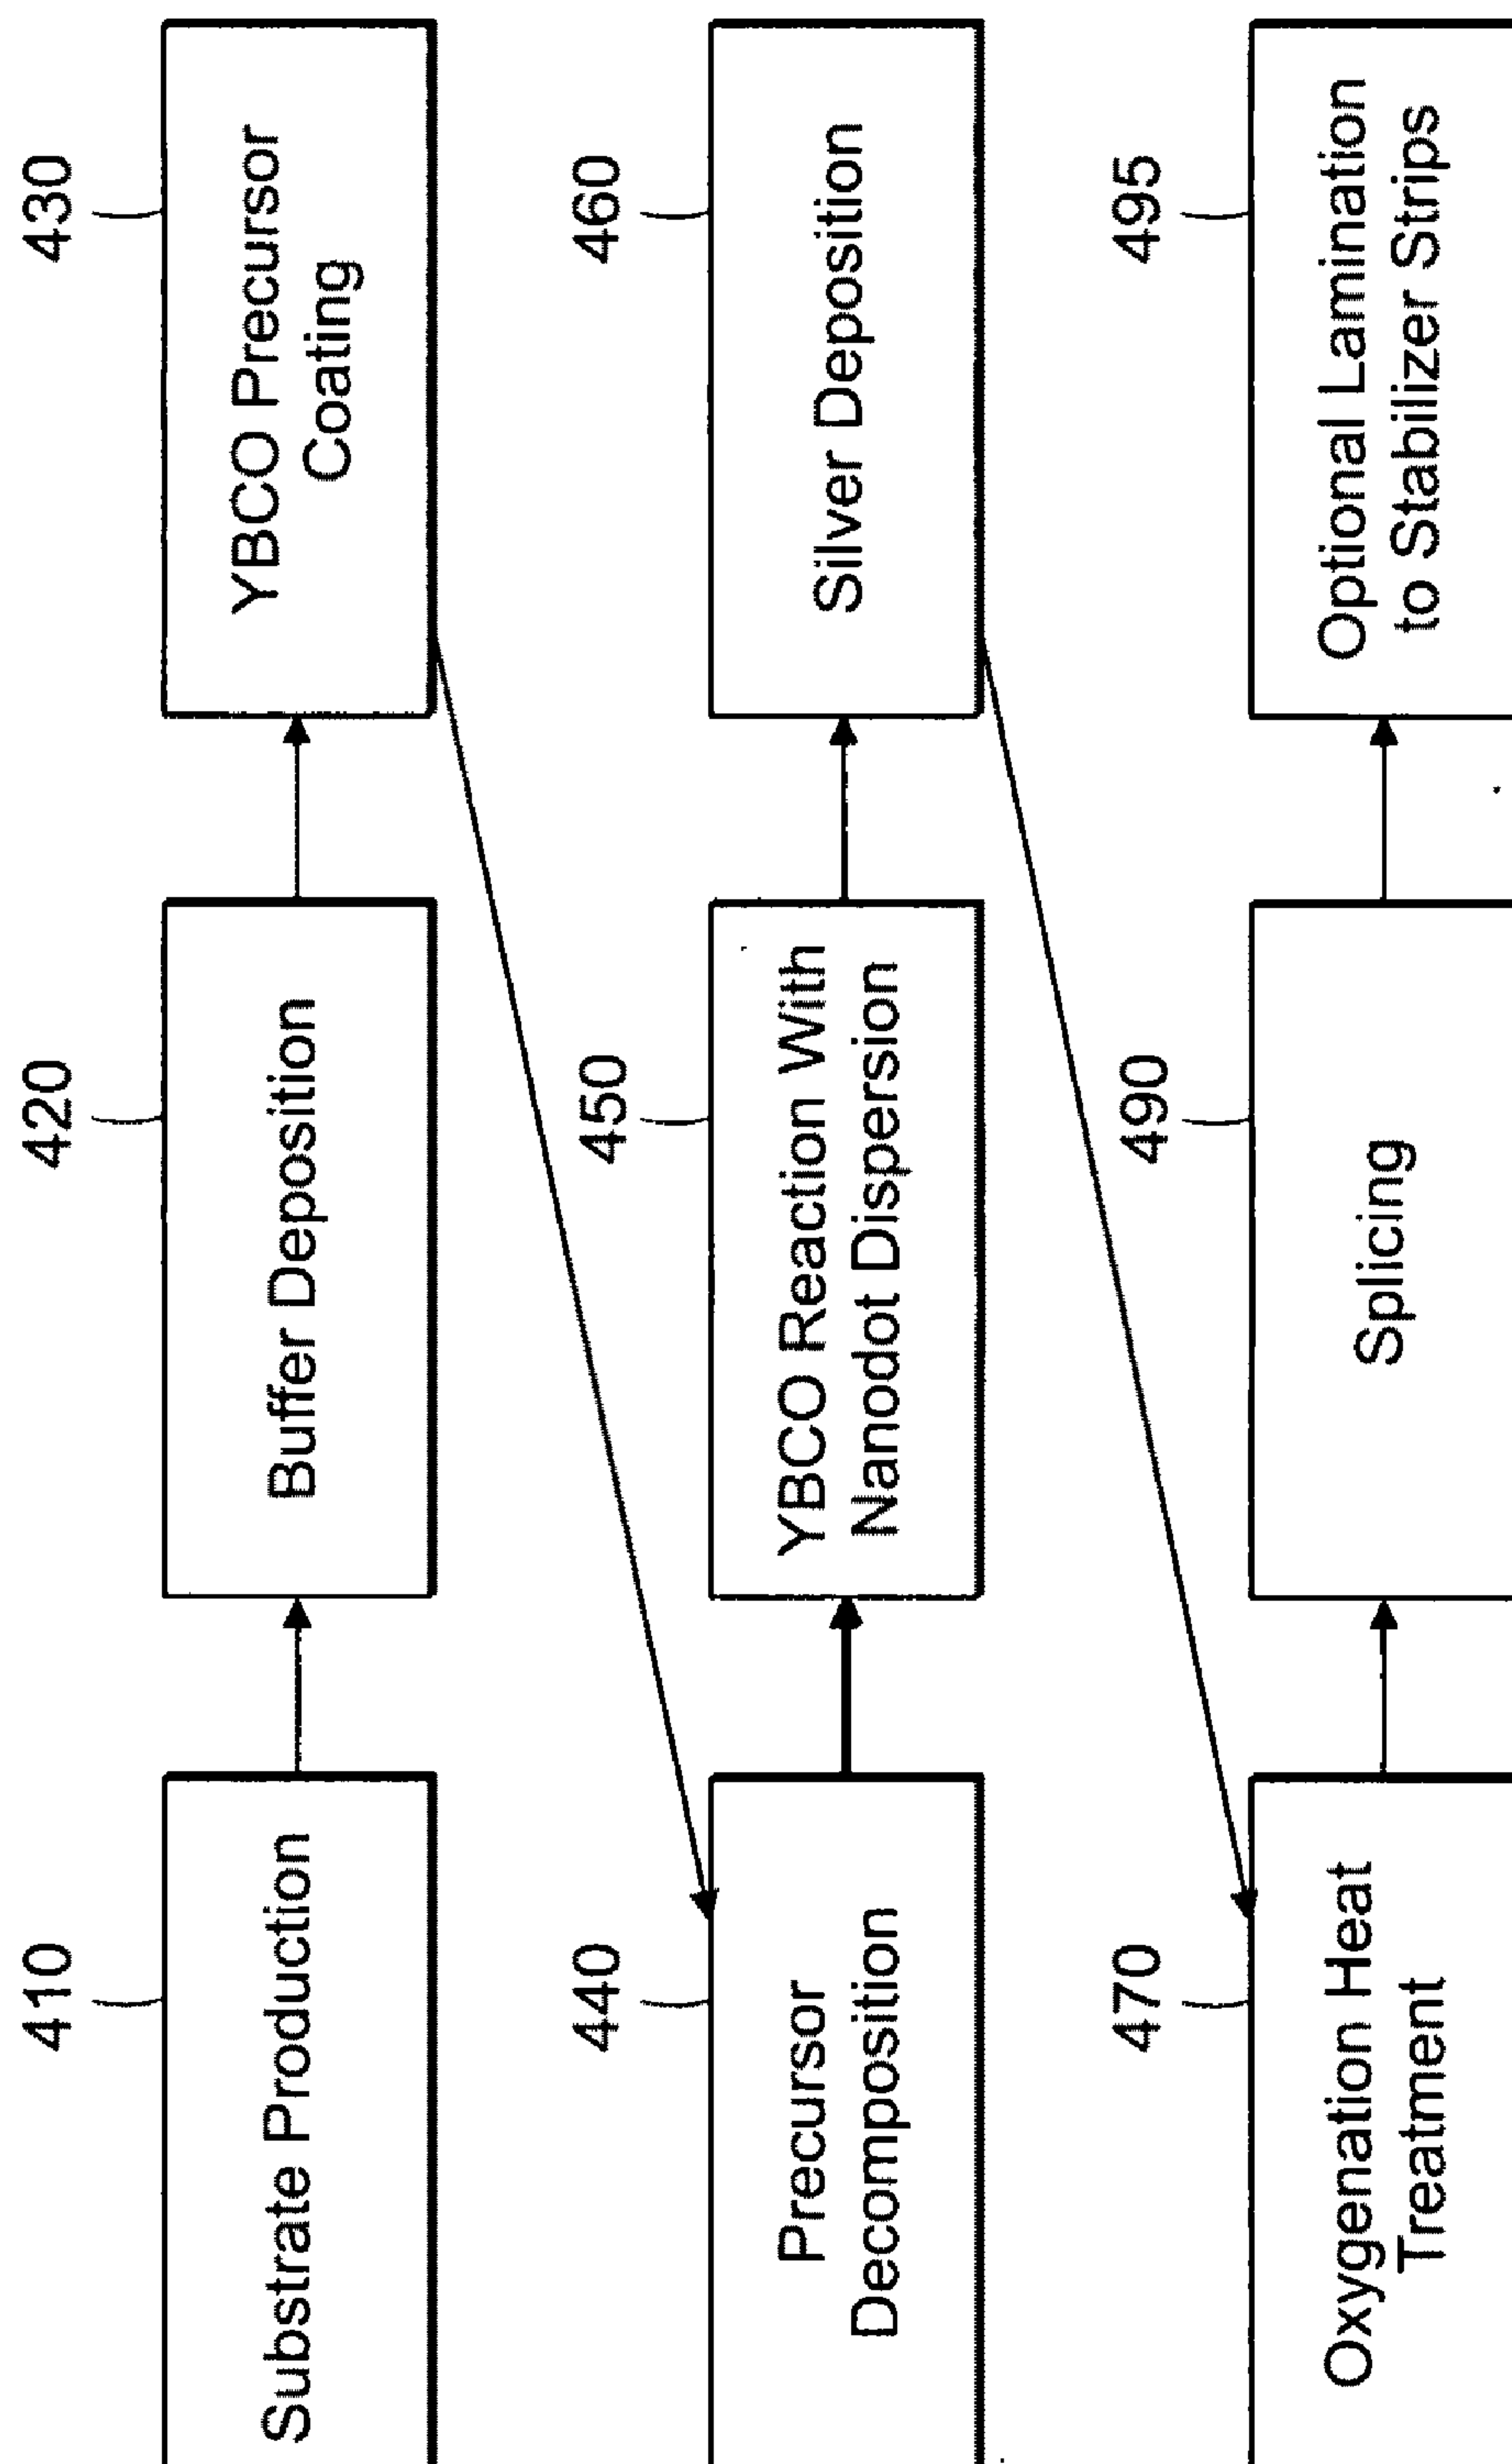 410
Substrate Production
420
Buffer Deposition
430
YBCO Precursor
Coating
440
Precursor
Decomposition
450
YBCO Reaction With
Nanodot Dispersion
460
Silver Deposition
470
Oxygenation Heat
Treatment
490
Splicing
495
Optional Lamination
to Stabilizer Strips